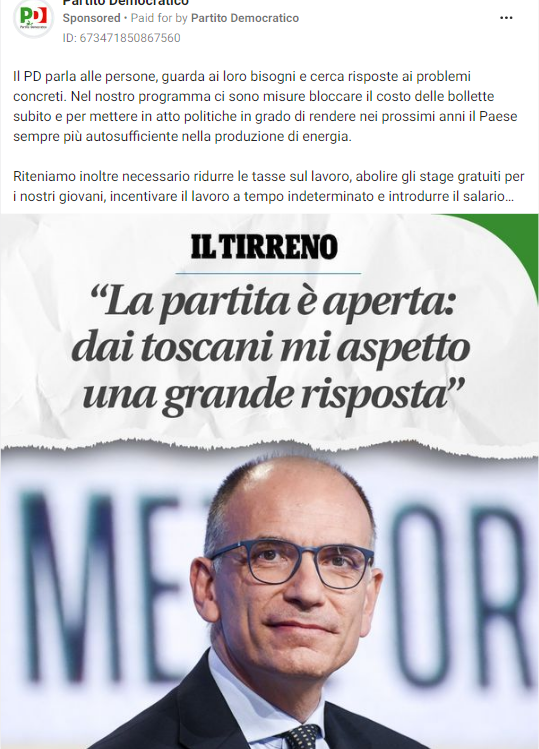 Partito Democratico
Sponsored • Paid for by Partito Democratico
ID: 673471850867560
Il PD parla alle persone, guarda ai loro bisogni e cerca risposte ai problemi
concreti. Nel nostro programma ci sono misure bloccare il costo delle bollette
subito e per mettere in atto politiche in grado di rendere nei prossimi anni il Paese
sempre più autosufficiente nella produzione di energia.
Riteniamo inoltre necessario ridurre le tasse sul lavoro, abolire gli stage gratuiti per
i nostri giovani, incentivare il lavoro a tempo indeterminato e introdurre il salario...
IL TIRRENO
“La partita è aperta:
dai toscani mi aspetto
una grande risposta”
ME
OR